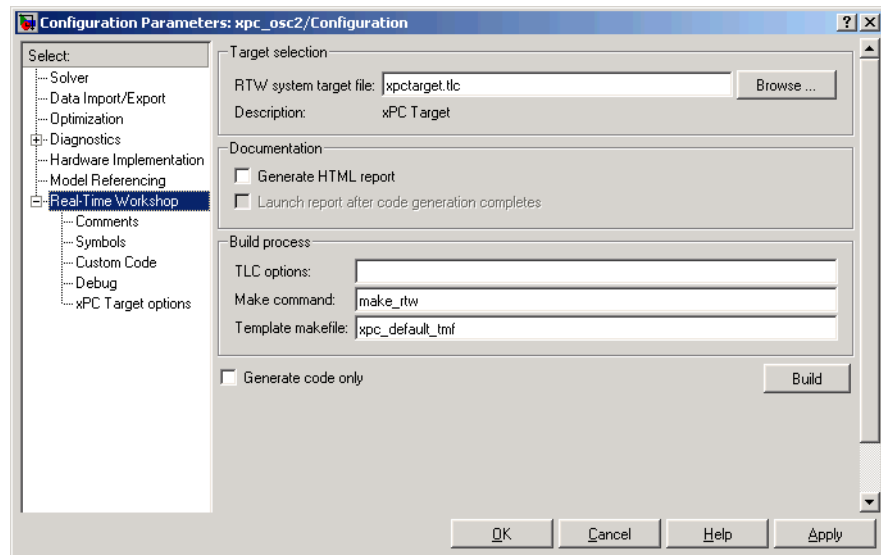 Configuration Parameters: xpc_osc2/Configuration
Select:
Solver
Data Import/Export
Optimization
Diagnostics
Hardware Implementation
Model Referencing
Real-Time Workshop
Comments
Symbols
Custom Code
Debug
xPC Target options
Target selection
RTW system target file: xpctarget.tlc Browse ...
Description: xPC Target
Documentation
Generate HTML report
Launch report after code generation completes
Build process
TLC options:
Make command: make_rtw
Template makefile: xpc_default_tmf
Generate code only Build
OK Cancel Help Apply